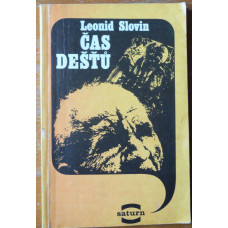 Leonid Slovin
ČAS
DEŠŤŮ
saturn